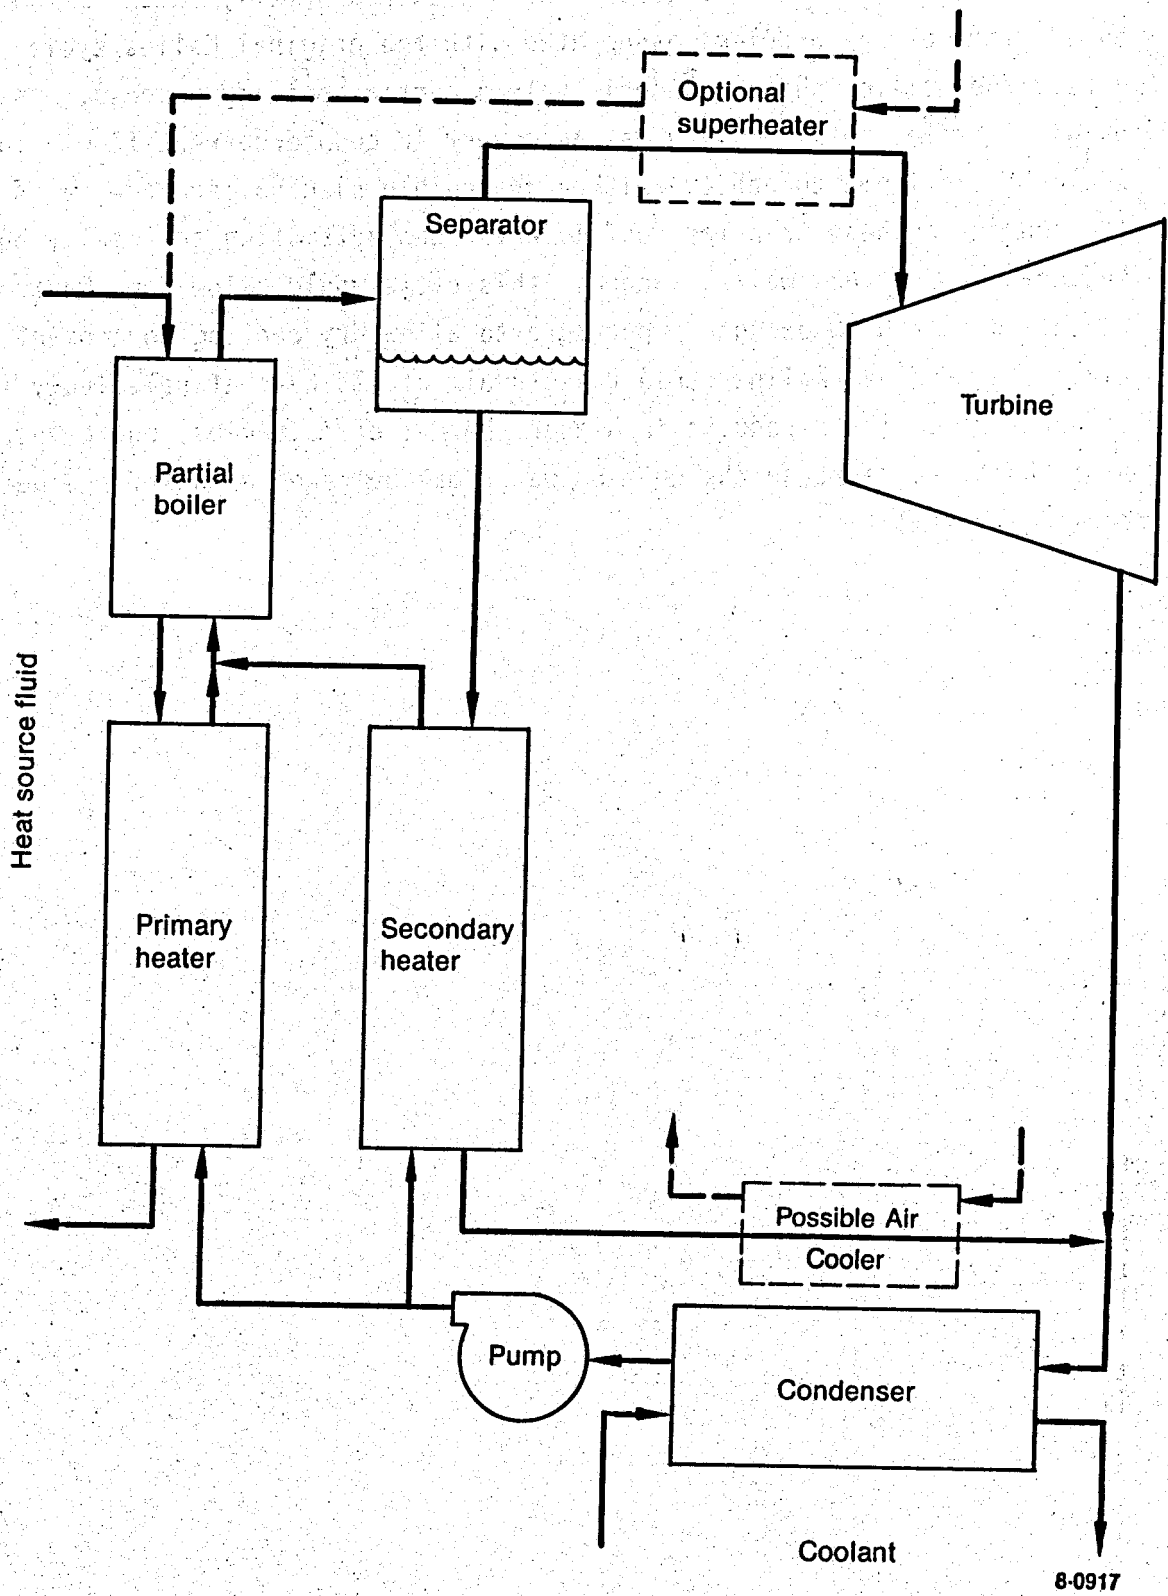 Optional
superheater
Separator
Turbine
Partial
boiler
Heat source fluid
Primary
heater
Secondary
heater
Possible Air
Cooler
Pump
Condenser
Coolant
8-0917